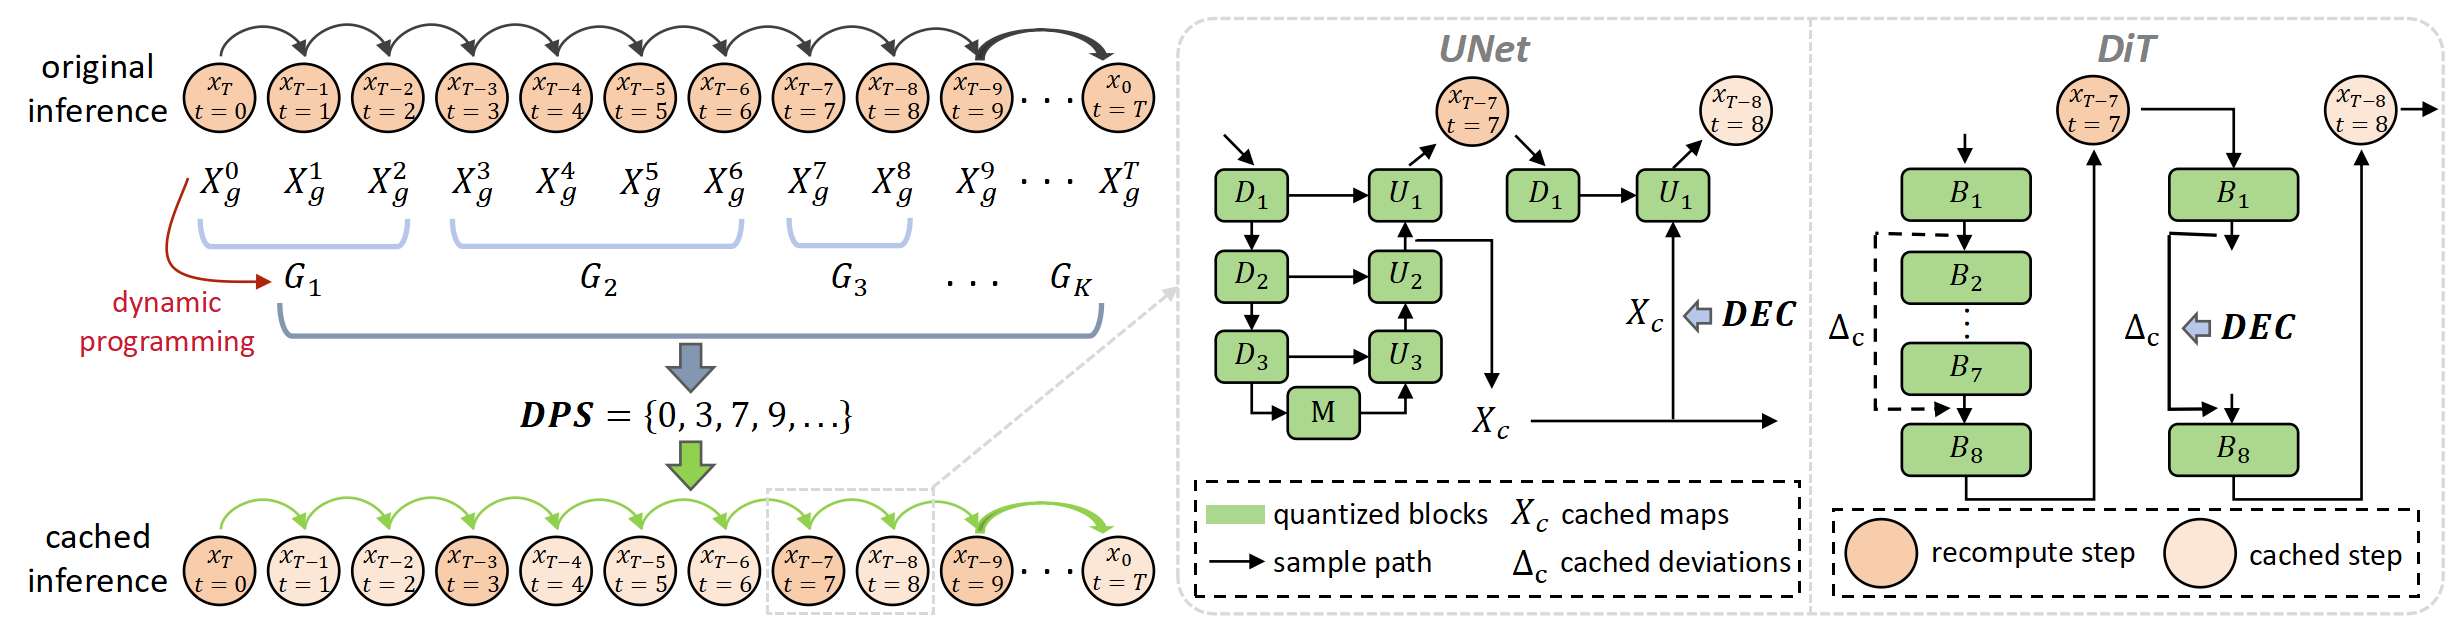 original inference
x_T t = 0
x_{T−1} t = 1
x_{T−2} t = 2
x_{T−3} t = 3
x_{T−4} t = 4
x_{T−5} t = 5
x_{T−6} t = 6
x_{T−7} t = 7
x_{T−8} t = 8
x_{T−9} t = 9
· · ·
x_0 t = T
X_g^0 X_g^1 X_g^2 X_g^3 X_g^4 X_g^5 X_g^6 X_g^7 X_g^8 X_g^9 · · · X_g^T
G_1 G_2 G_3 · · · G_K
dynamic programming
DPS = {0, 3, 7, 9, ...}
cached inference
x_T t = 0
x_{T−1} t = 1
x_{T−2} t = 2
x_{T−3} t = 3
x_{T−4} t = 4
x_{T−5} t = 5
x_{T−6} t = 6
x_{T−7} t = 7
x_{T−8} t = 8
x_{T−9} t = 9
· · ·
x_0 t = T
UNet
x_{T−7} t = 7
x_{T−8} t = 8
D_1 U_1 D_1 U_1
D_2 U_2
X_c DEC
D_3 U_3
M
X_c
quantized blocks
X_c cached maps
sample path
Δ_c cached deviations
DiT
x_{T−7} t = 7
x_{T−8} t = 8
B_1 B_1
B_2
Δ_c Δ_c DEC
B_7
B_8 B_8
recompute step
cached step